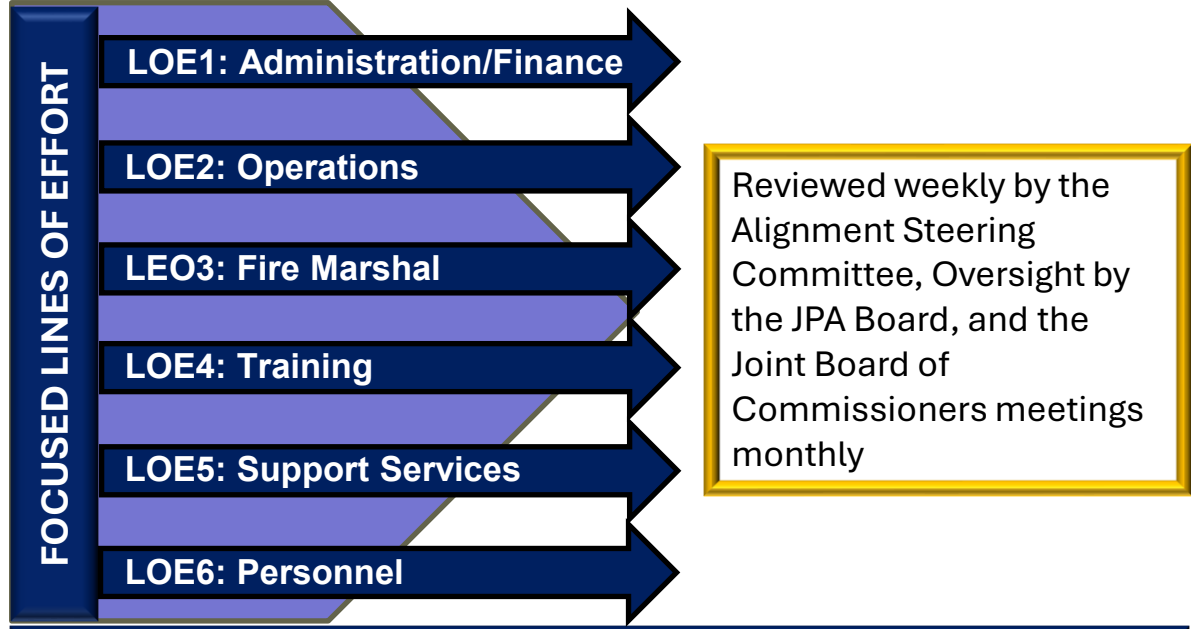 FOCUSED LINES OF EFFORT
LOE1: Administration/Finance
LOE2: Operations
LEO3: Fire Marshal
LOE4: Training
LOE5: Support Services
LOE6: Personnel
Reviewed weekly by the
Alignment Steering
Committee, Oversight by
the JPA Board, and the
Joint Board of
Commissioners meetings
monthly